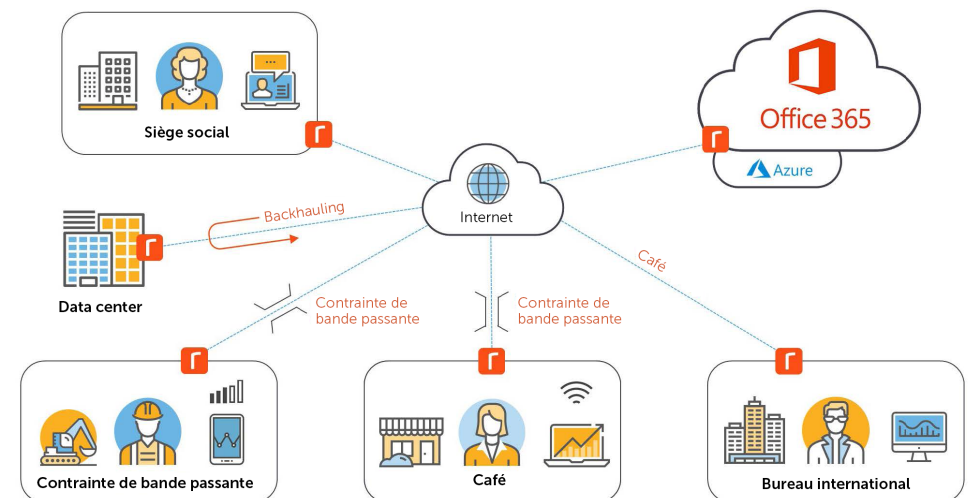 Siège social
Office 365
Azure
Internet
Backhauling
Data center
Café
Contrainte de
bande passante
Contrainte de
bande passante
Contrainte de bande passante
Café
Bureau international